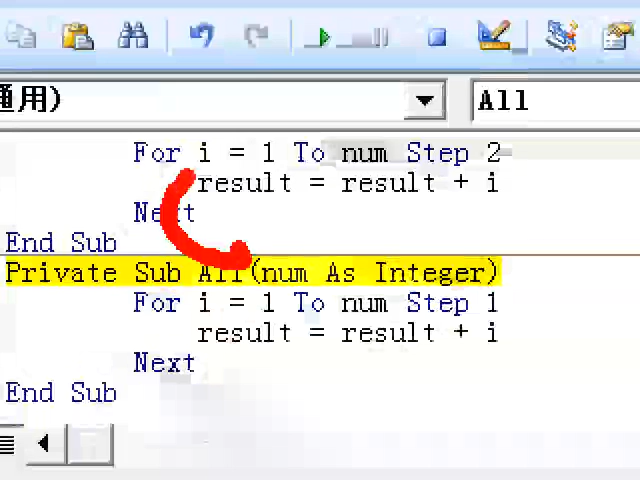 通用)
All
For i = 1 To num Step 2
result = result + i
Next
End Sub
Private Sub All(num As Integer)
For i = 1 To num Step 1
result = result + i
Next
End Sub